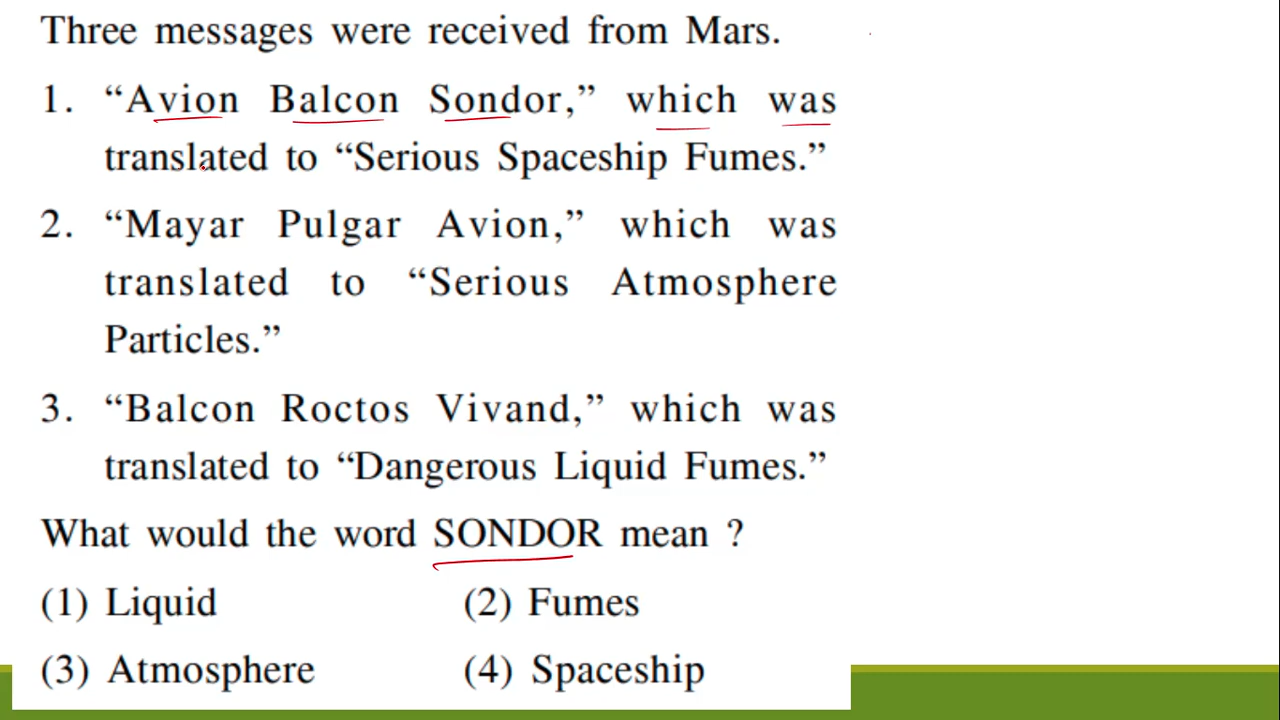 Three messages were received from Mars.
1. “Avion Balcon Sondor,” which was
translated to “Serious Spaceship Fumes.”
2. “Mayar Pulgar Avion,” which was
translated to “Serious Atmosphere
Particles.”
3. “Balcon Roctos Vivand,” which was
translated to “Dangerous Liquid Fumes.”
What would the word SONDOR mean ?
(1) Liquid (2) Fumes
(3) Atmosphere (4) Spaceship